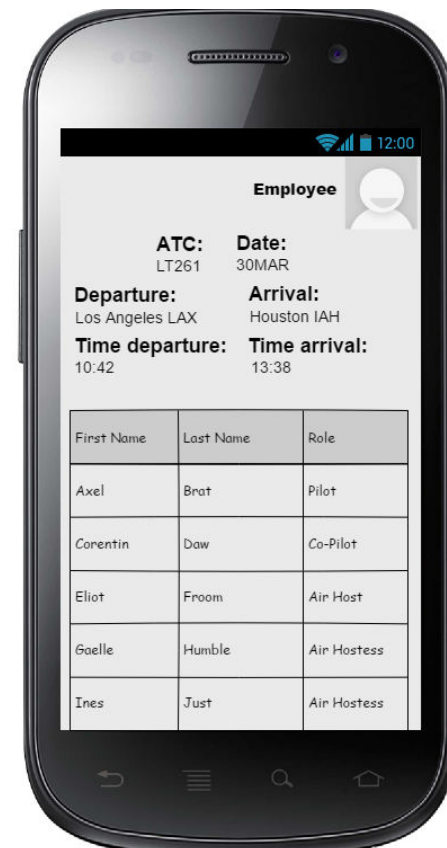 12:00
Employee
ATC: Date:
LT261 30MAR
Departure: Arrival:
Los Angeles LAX Houston IAH
Time departure: Time arrival:
10:42 13:38
First Name Last Name Role
Axel Brat Pilot
Corentin Daw Co-Pilot
Eliot Froom Air Host
Gaelle Humble Air Hostess
Ines Just Air Hostess